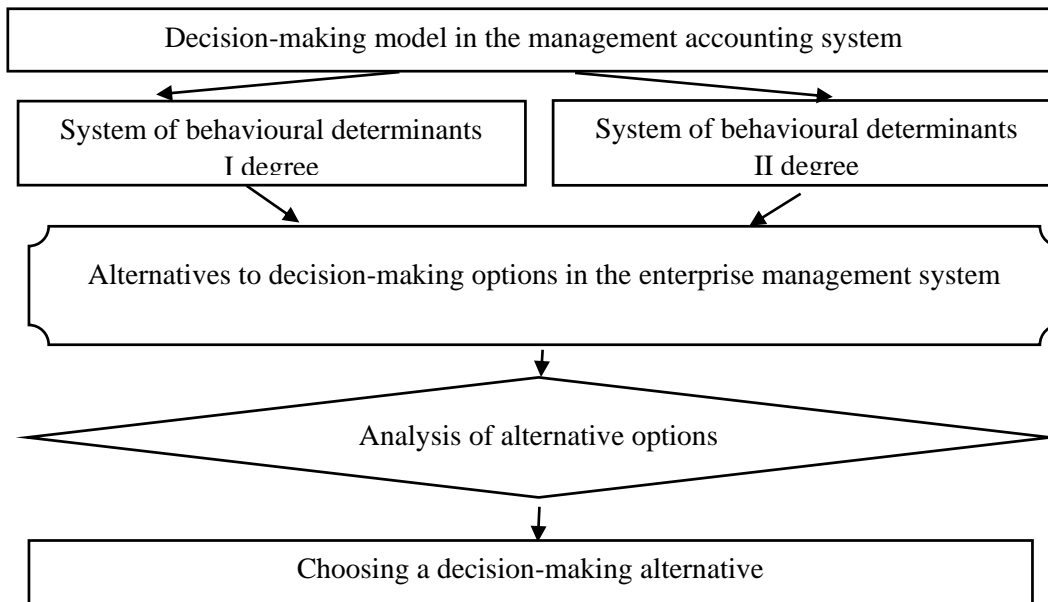 Decision-making model in the management accounting system
System of behavioural determinants
I degree
System of behavioural determinants
II degree
Alternatives to decision-making options in the enterprise management system
Analysis of alternative options
Choosing a decision-making alternative